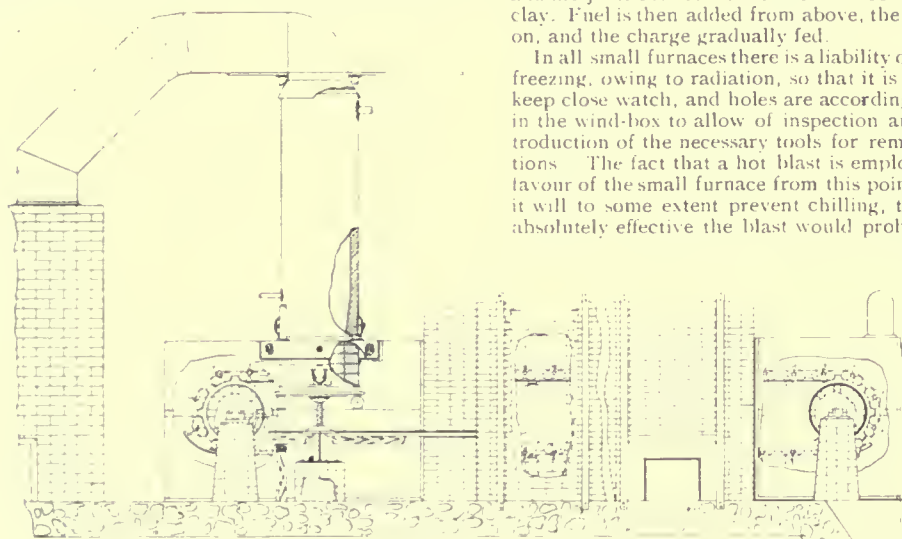 clay. Fuel is then added from above, the
on, and the charge gradually fed.
In all small furnaces there is a liability
freezing, owing to radiation, so that it is
keep close watch, and holes are according
in the wind-box to allow of inspection
troduction of the necessary tools for rem
tions The fact that a hot blast is emplo
favour of the small furnace from this poin
it will to some extent prevent chilling,
absolutely effective the blast would prob